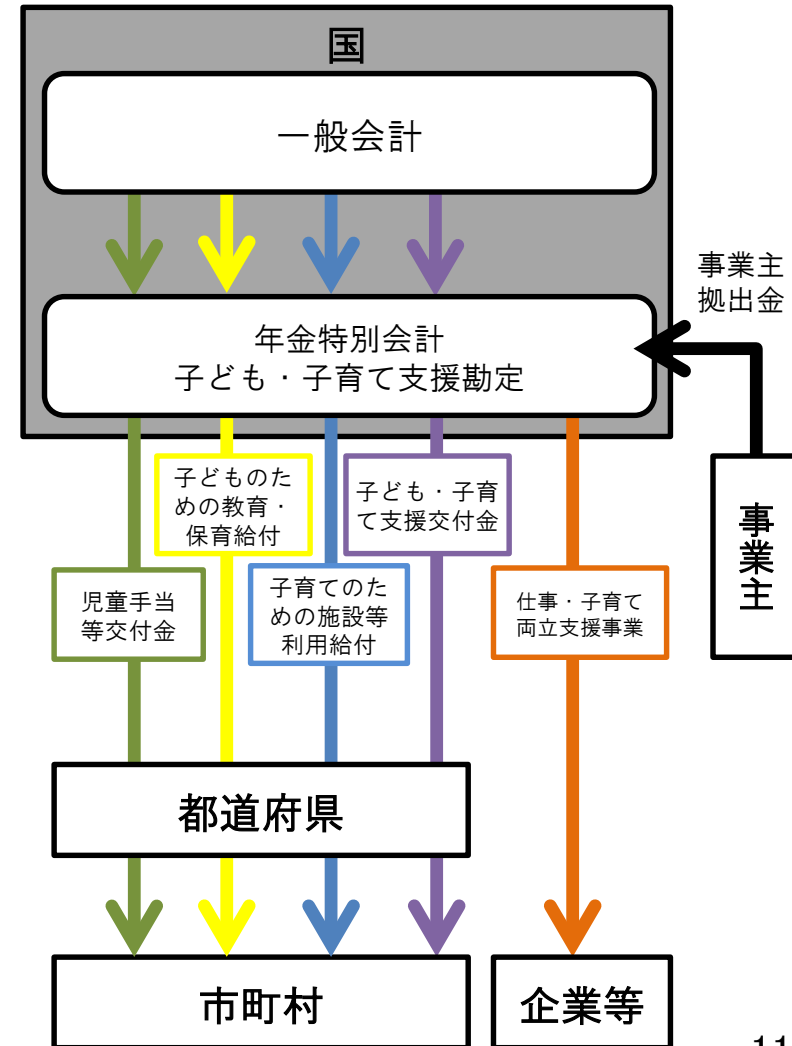 国
一般会計
事業主
拠出金
年金特別会計
子ども・子育て支援勘定
子どものた
めの教育・
保育給付
子ども・子育
て支援交付金
事業主
児童手当
等交付金
子育てのた
めの施設等
利用給付
仕事・子育て
両立支援事業
都道府県
市町村
企業等
11